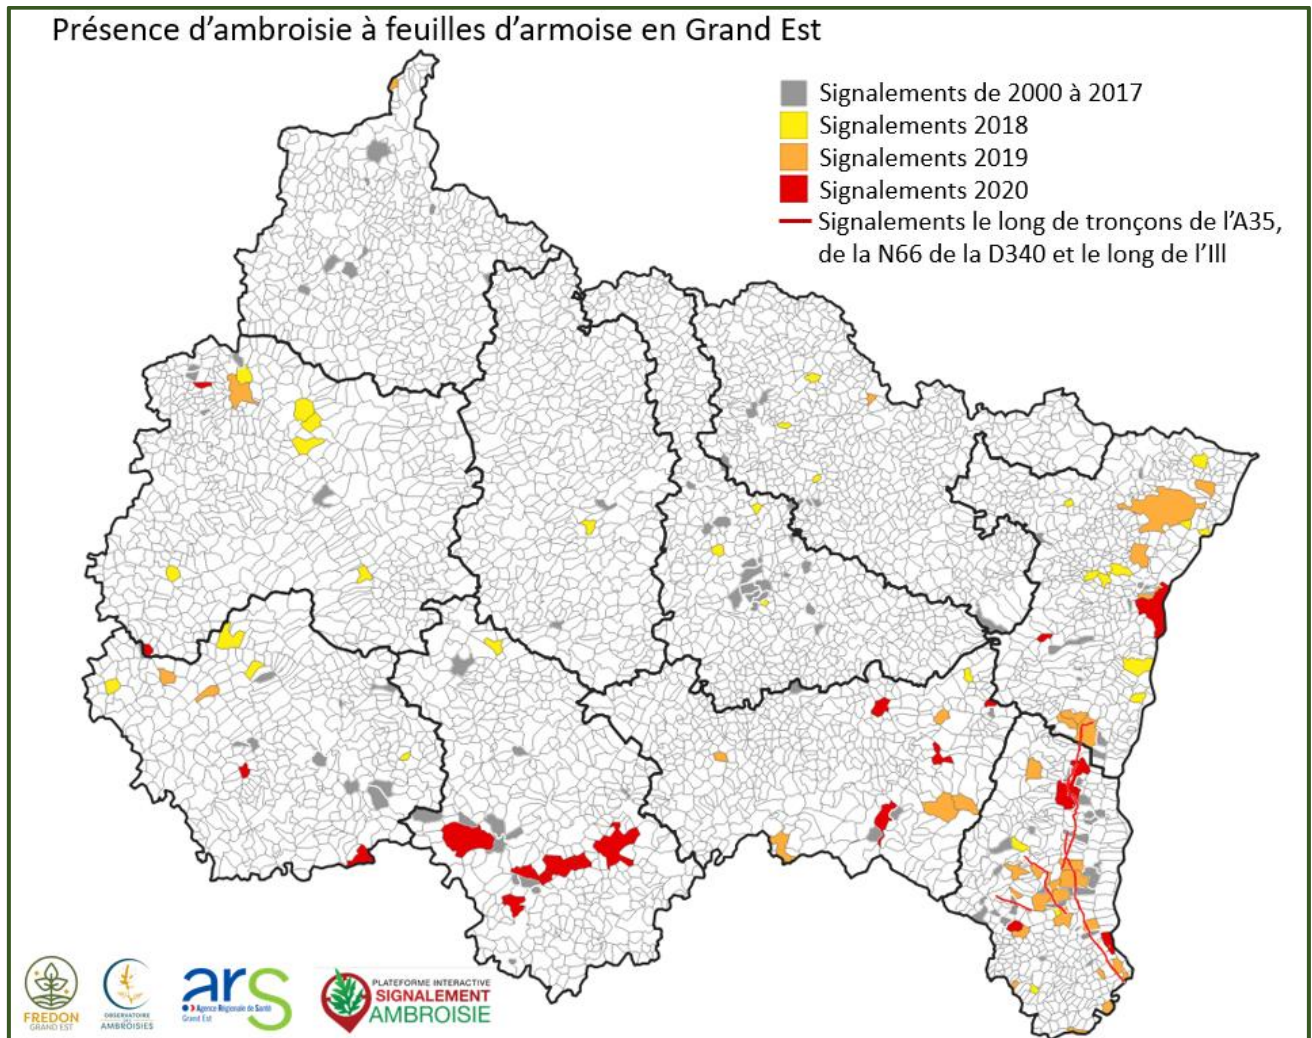 Présence d'ambroisie à feuilles d'armoise en Grand Est
Signalements de 2000 à 2017
Signalements 2018
Signalements 2019
Signalements 2020
Signalements le long de tronçons de l'A35,
de la N66 de la D340 et le long de l'Ill
FREDON
GRAND EST
OBSERVATOIRE
AMBROISIES
ars
Agence Régionale de Santé
Grand Est
PLATEFORME INTERACTIVE
SIGNALEMENT
AMBROISIE